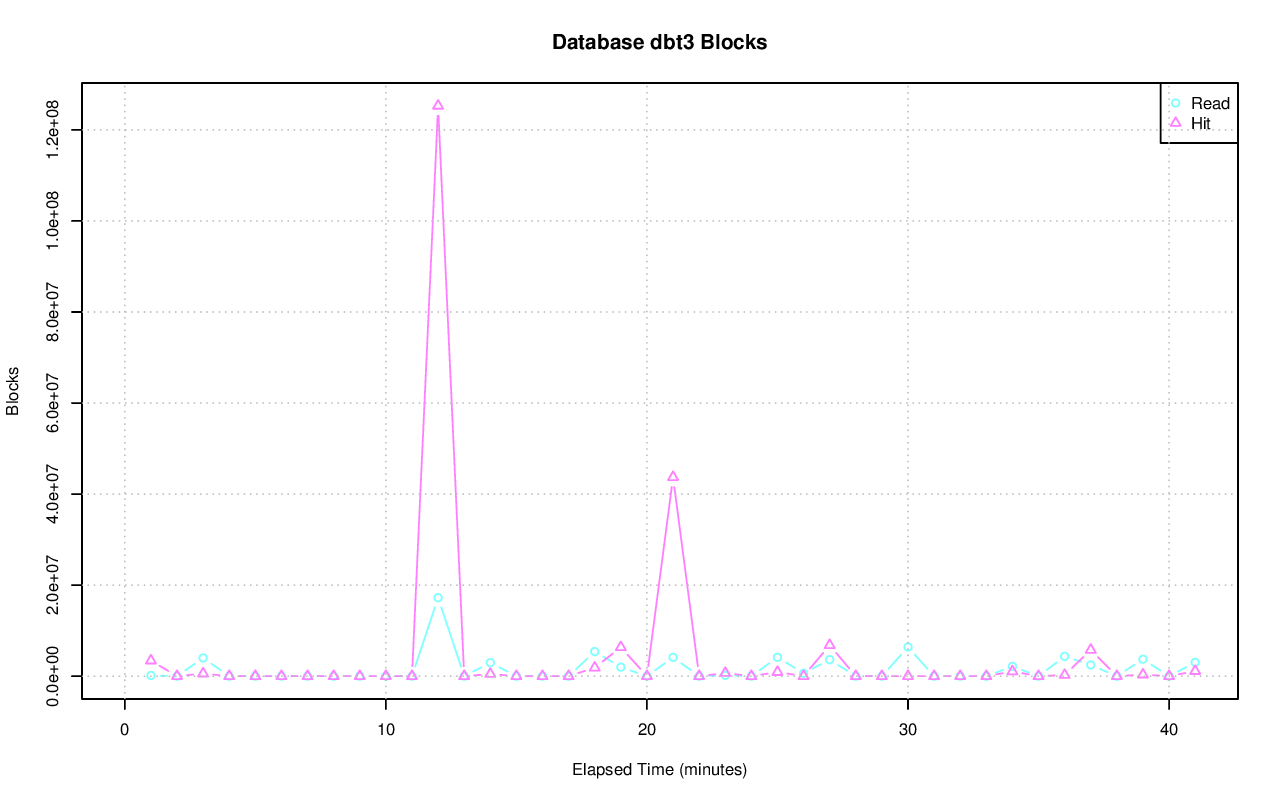 Database dbt3 Blocks
Read
Hit
Blocks
1.2e+08
1.0e+08
8.0e+07
6.0e+07
4.0e+07
2.0e+07
0.0e+00
0 10 20 30 40
Elapsed Time (minutes)